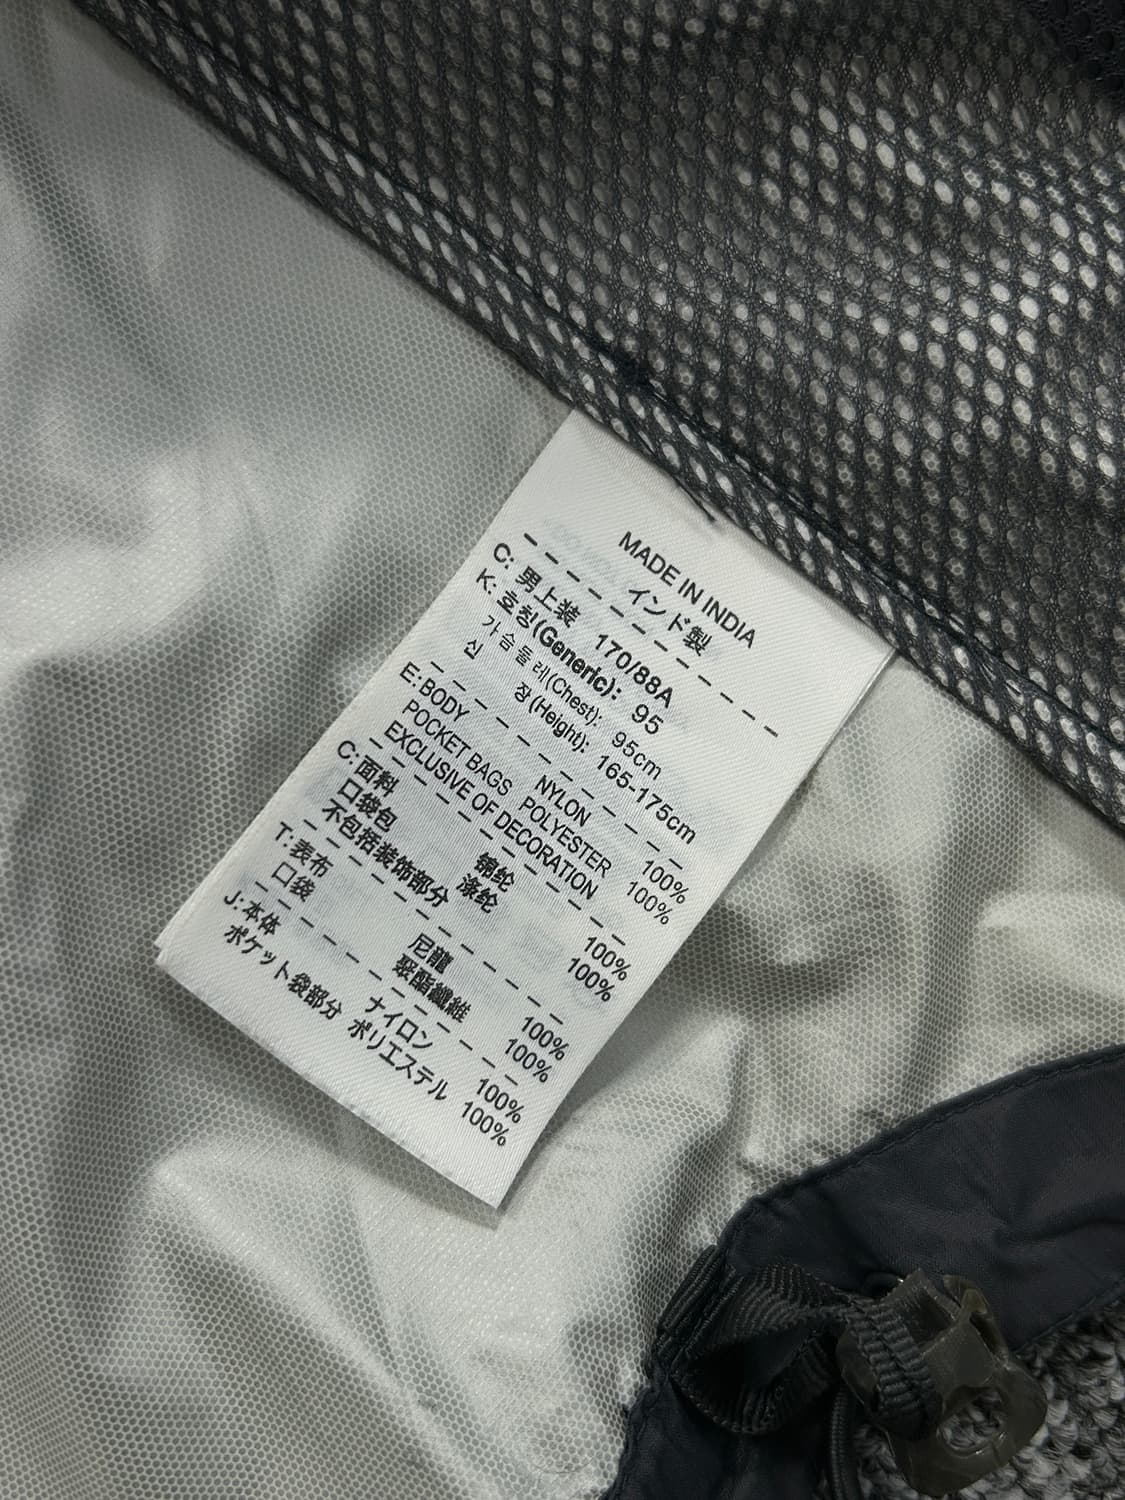 MADE IN INDIA
インド製
C: 男上装 170/88A
K: 호칭(Generic): 95
가슴둘레(Chest): 95cm
신 장(Height): 165-175cm
E: BODY NYLON 100%
POCKET BAGS POLYESTER 100%
EXCLUSIVE OF DECORATION
C: 面料 锦纶 100%
口袋包 涤纶 100%
不包括装饰部分
T: 表布 尼龍 100%
口袋 聚酯纖維 100%
J: 本体 ナイロン 100%
ポケット袋部分 ポリエステル 100%